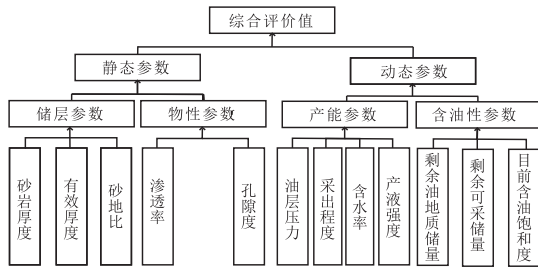 综合评价值
静态参数
动态参数
储层参数
物性参数
产能参数
含油性参数
砂岩厚度
有效厚度
砂地比
渗透率
孔隙度
油层压力
采出程度
含水率
产液强度
剩余油地质储量
剩余可采储量
目前含油饱和度